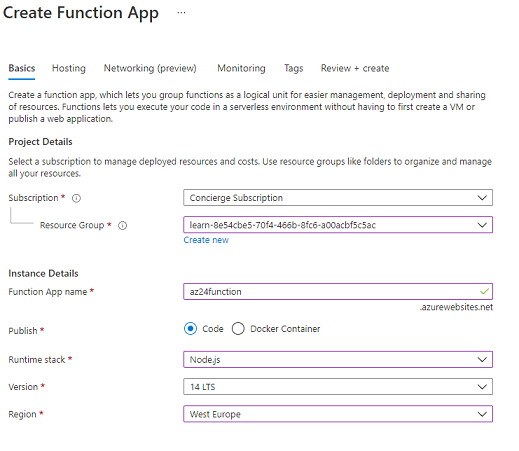 Create Function App ...
Basics Hosting Networking (preview) Monitoring Tags Review + create
Create a function app, which lets you group functions as a logical unit for easier management, deployment and sharing
of resources. Functions lets you execute your code in a serverless environment without having to first create a VM or
publish a web application.
Project Details
Select a subscription to manage deployed resources and costs. Use resource groups like folders to organize and manage
all your resources.
Subscription * Concierge Subscription
Resource Group * learn-8e54cbe5-70f4-466b-8fc6-a00acbf5c5ac
Create new
Instance Details
Function App name * az24function
.azurewebsites.net
Publish * Code Docker Container
Runtime stack * Node.js
Version * 14 LTS
Region * West Europe